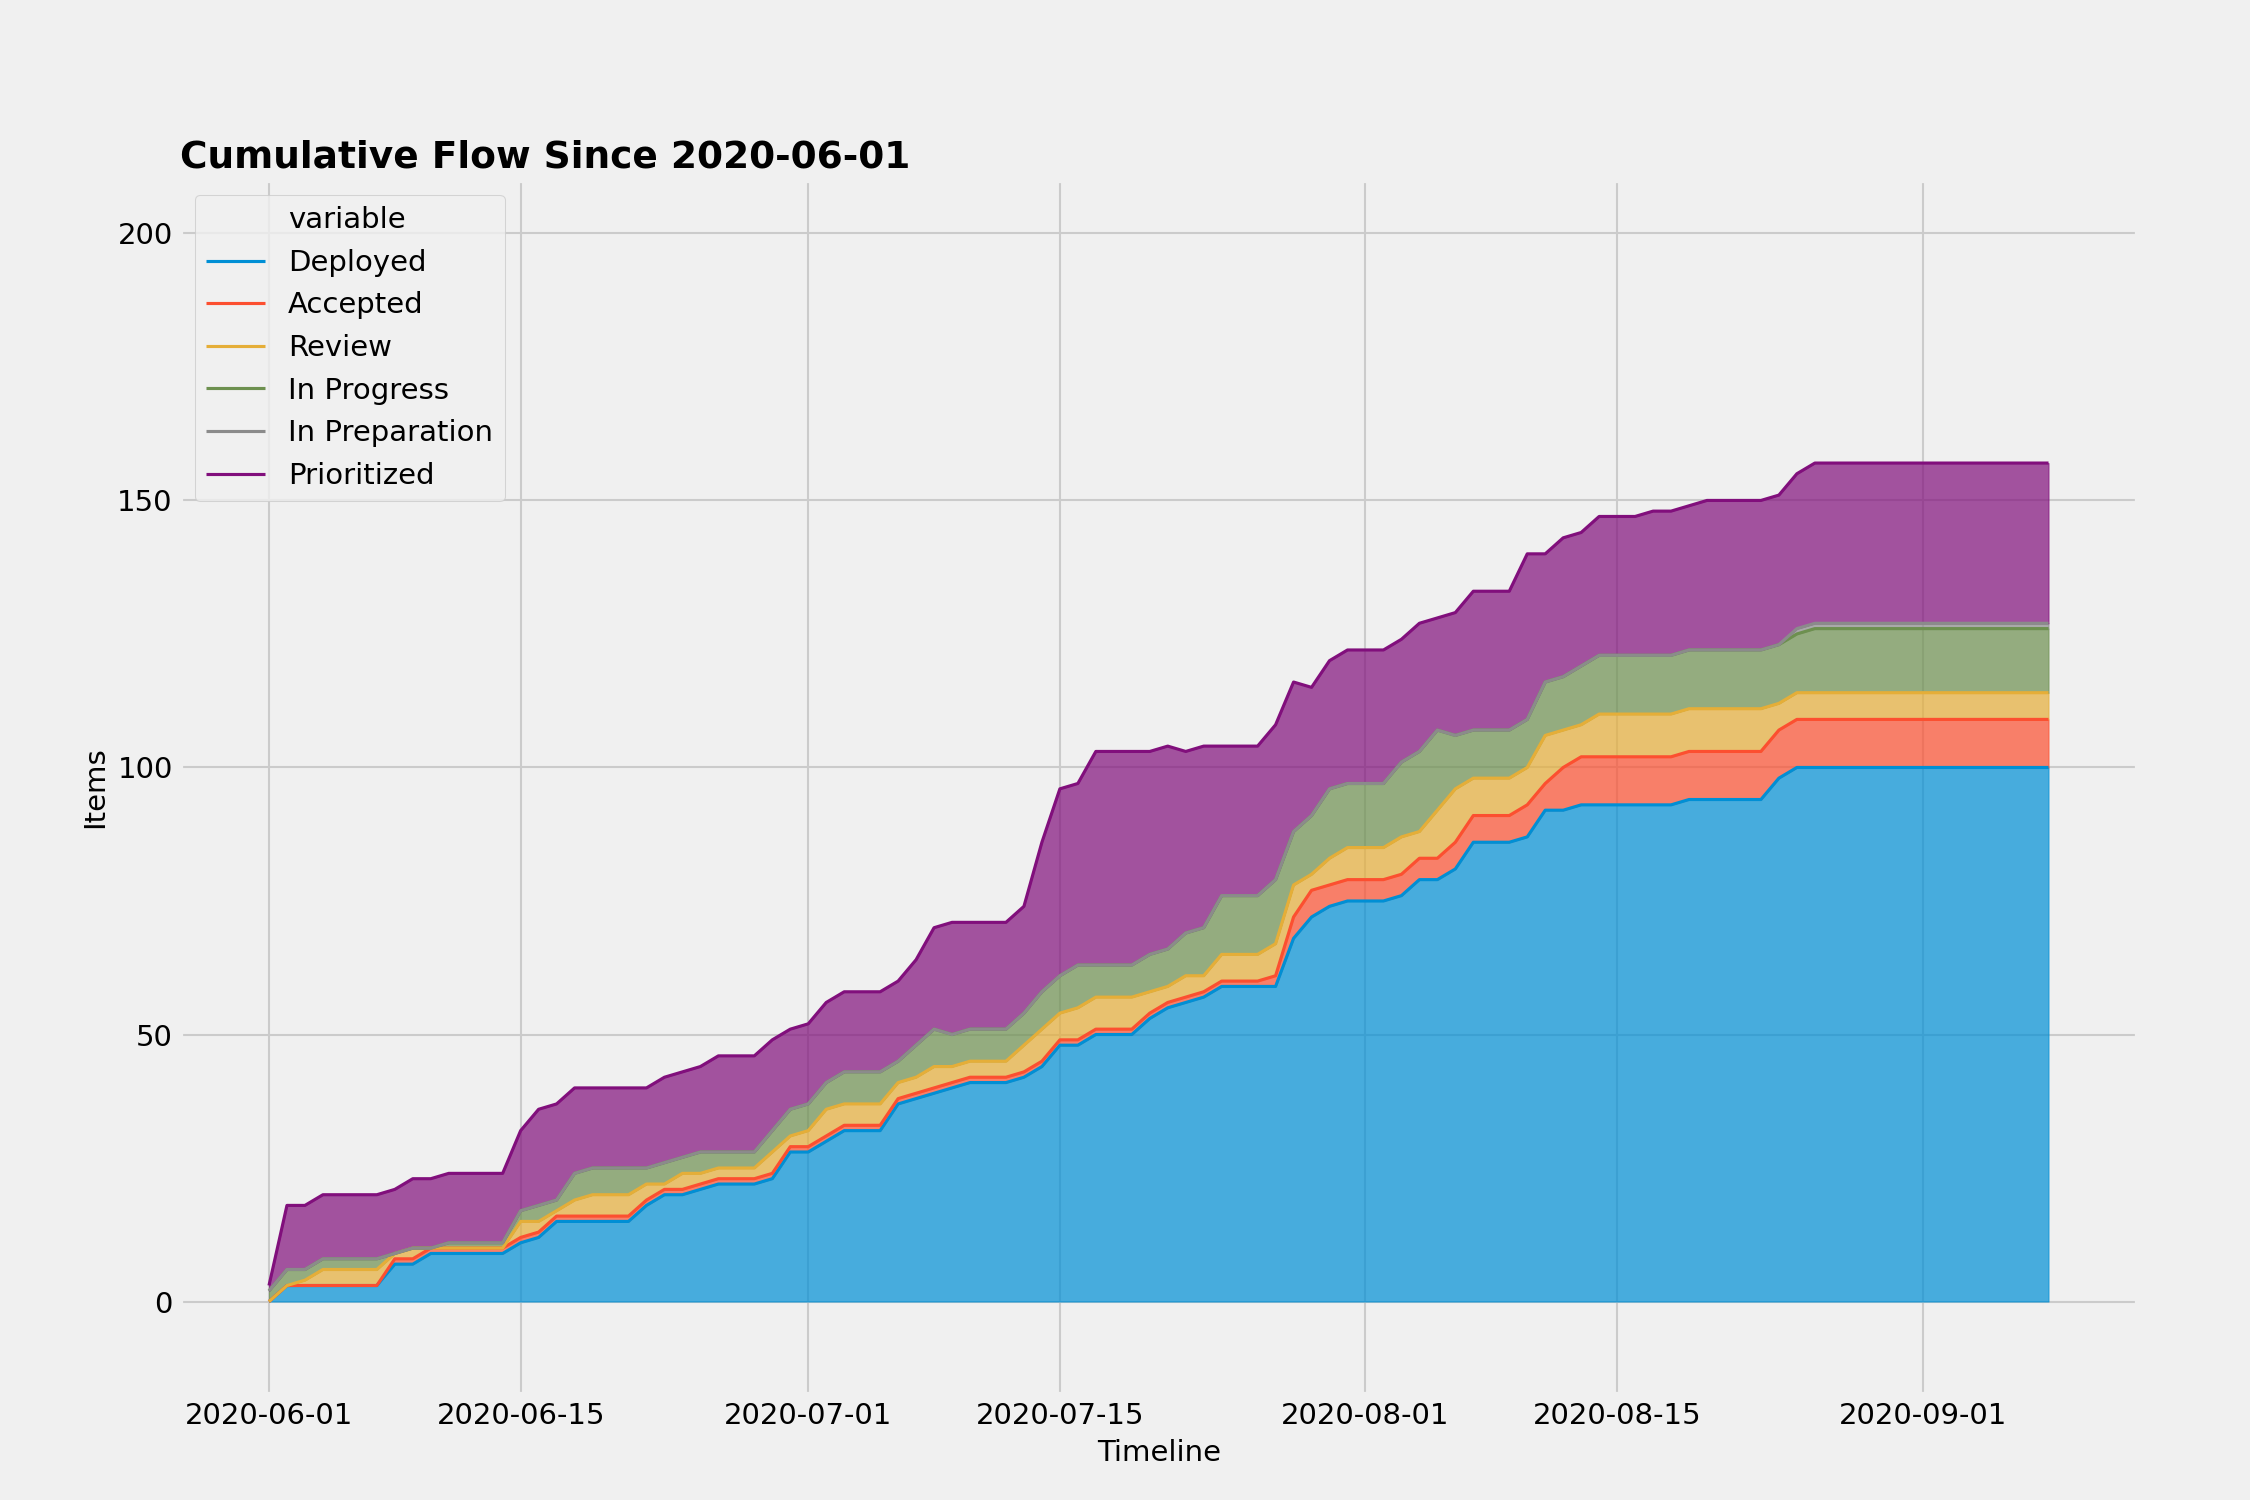 Cumulative Flow Since 2020-06-01
variable
Deployed
Accepted
Review
In Progress
In Preparation
Prioritized
200
150
100
50
0
Items
2020-06-01 2020-06-15 2020-07-01 2020-07-15 2020-08-01 2020-08-15 2020-09-01
Timeline